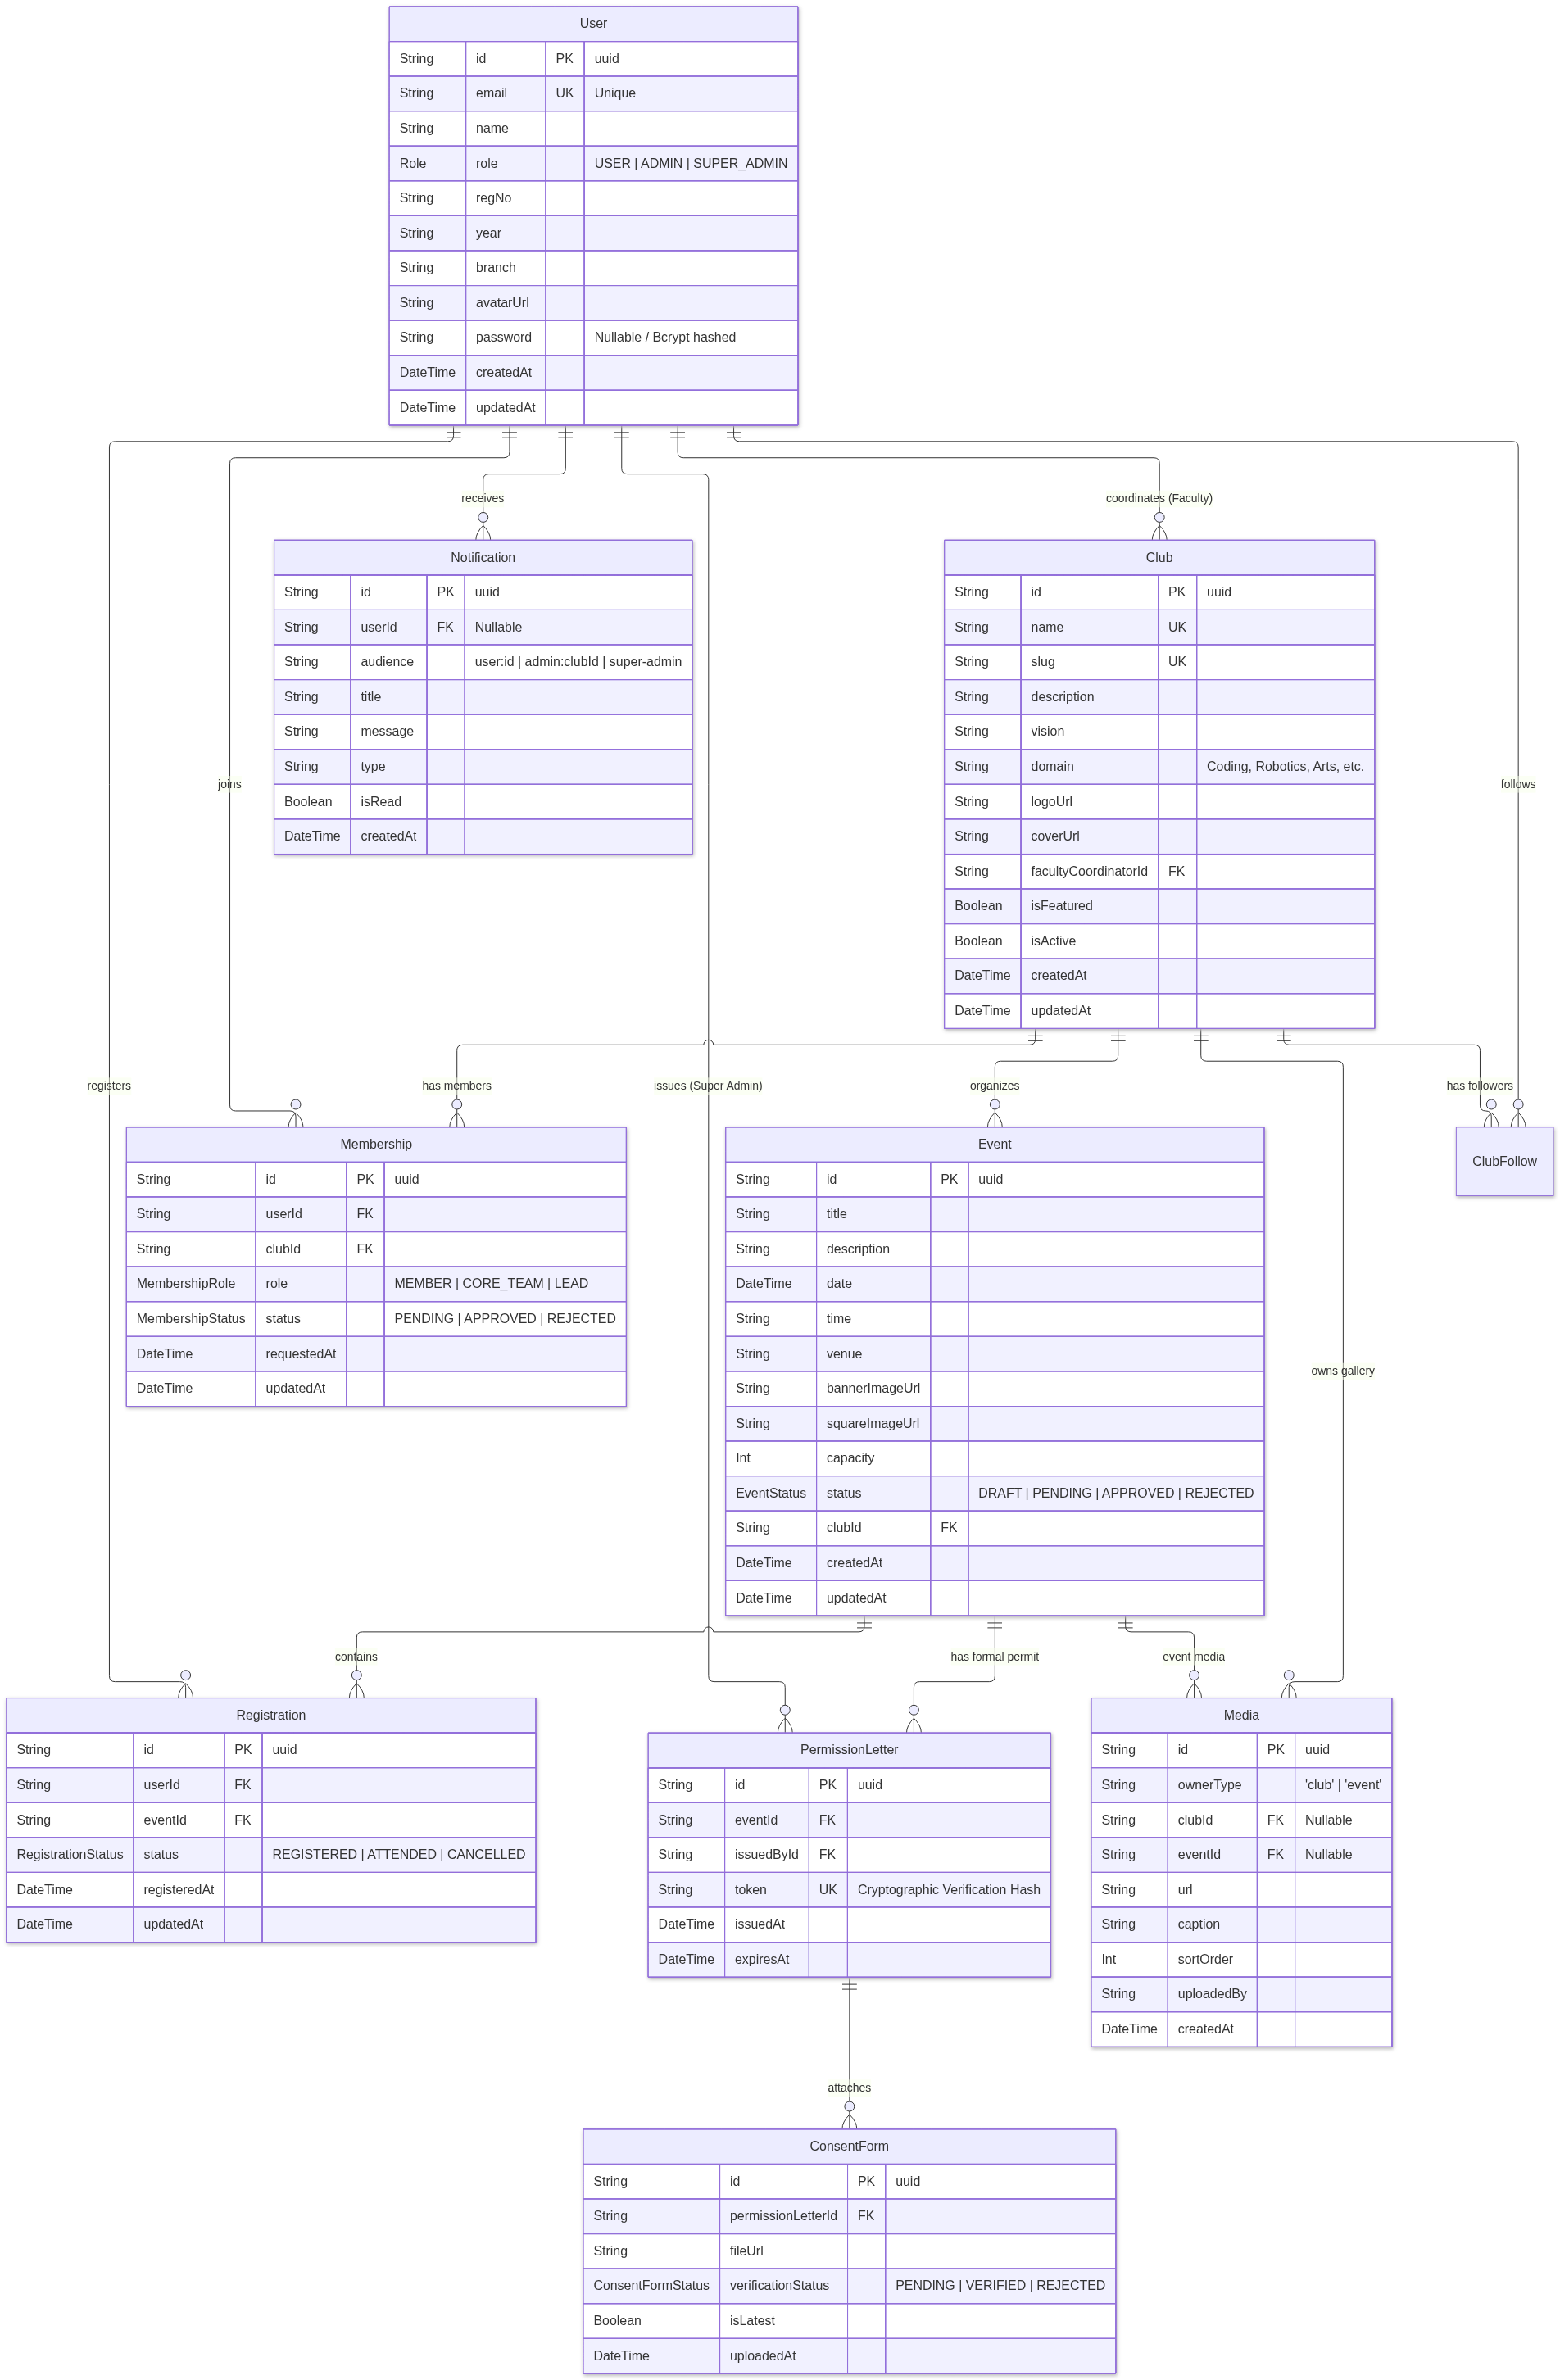 User
String id PK uuid
String email UK Unique
String name
Role role USER | ADMIN | SUPER_ADMIN
String regNo
String year
String branch
String avatarUrl
String password Nullable / Bcrypt hashed
DateTime createdAt
DateTime updatedAt
receives
coordinates (Faculty)
Notification
String id PK uuid
String userId FK Nullable
String audience user:id | admin:clubId | super-admin
String title
String message
String type
Boolean isRead
DateTime createdAt
Club
String id PK uuid
String name UK
String slug UK
String description
String vision
String domain Coding, Robotics, Arts, etc.
String logoUrl
String coverUrl
String facultyCoordinatorId FK
Boolean isFeatured
Boolean isActive
DateTime createdAt
DateTime updatedAt
joins
follows
registers
has members
issues (Super Admin)
organizes
has followers
Membership
String id PK uuid
String userId FK
String clubId FK
MembershipRole role MEMBER | CORE_TEAM | LEAD
MembershipStatus status PENDING | APPROVED | REJECTED
DateTime requestedAt
DateTime updatedAt
Event
String id PK uuid
String title
String description
DateTime date
String time
String venue
String bannerImageUrl
String squareImageUrl
Int capacity
EventStatus status DRAFT | PENDING | APPROVED | REJECTED
String clubId FK
DateTime createdAt
DateTime updatedAt
ClubFollow
owns gallery
contains
has formal permit
event media
Registration
String id PK uuid
String userId FK
String eventId FK
RegistrationStatus status REGISTERED | ATTENDED | CANCELLED
DateTime registeredAt
DateTime updatedAt
PermissionLetter
String id PK uuid
String eventId FK
String issuedById FK
String token UK Cryptographic Verification Hash
DateTime issuedAt
DateTime expiresAt
Media
String id PK uuid
String ownerType 'club' | 'event'
String clubId FK Nullable
String eventId FK Nullable
String url
String caption
Int sortOrder
String uploadedBy
DateTime createdAt
attaches
ConsentForm
String id PK uuid
String permissionLetterId FK
String fileUrl
ConsentFormStatus verificationStatus PENDING | VERIFIED | REJECTED
Boolean isLatest
DateTime uploadedAt